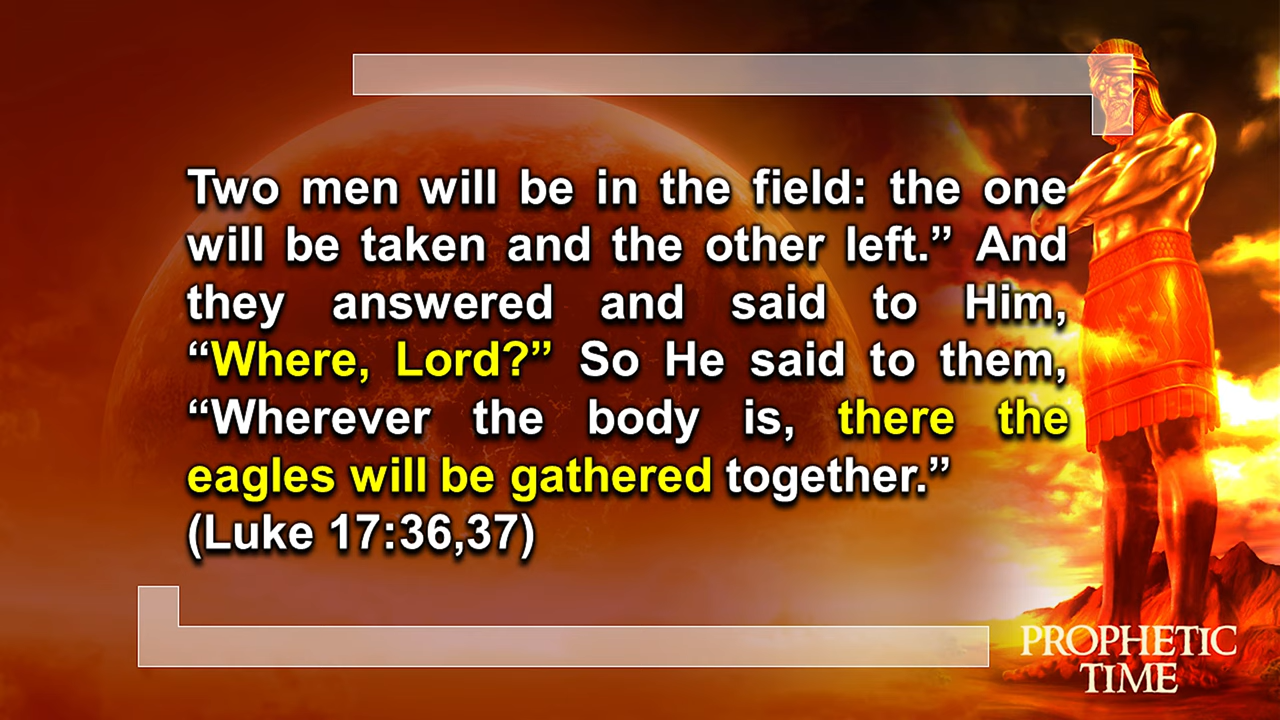 Two men will be in the field: the one
will be taken and the other left.” And
they answered and said to Him,
“Where, Lord?” So He said to them,
“Wherever the body is, there the
eagles will be gathered together.”
(Luke 17:36,37)
PROPHETIC
TIME